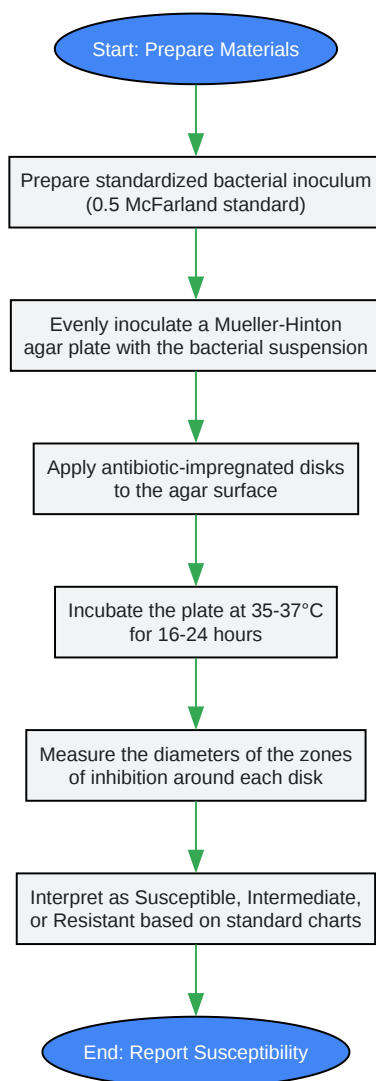 Start: Prepare Materials
Prepare standardized bacterial inoculum
(0.5 McFarland standard)
Evenly inoculate a Mueller-Hinton
agar plate with the bacterial suspension
Apply antibiotic-impregnated disks
to the agar surface
Incubate the plate at 35-37°C
for 16-24 hours
Measure the diameters of the zones
of inhibition around each disk
Interpret as Susceptible, Intermediate,
or Resistant based on standard charts
End: Report Susceptibility